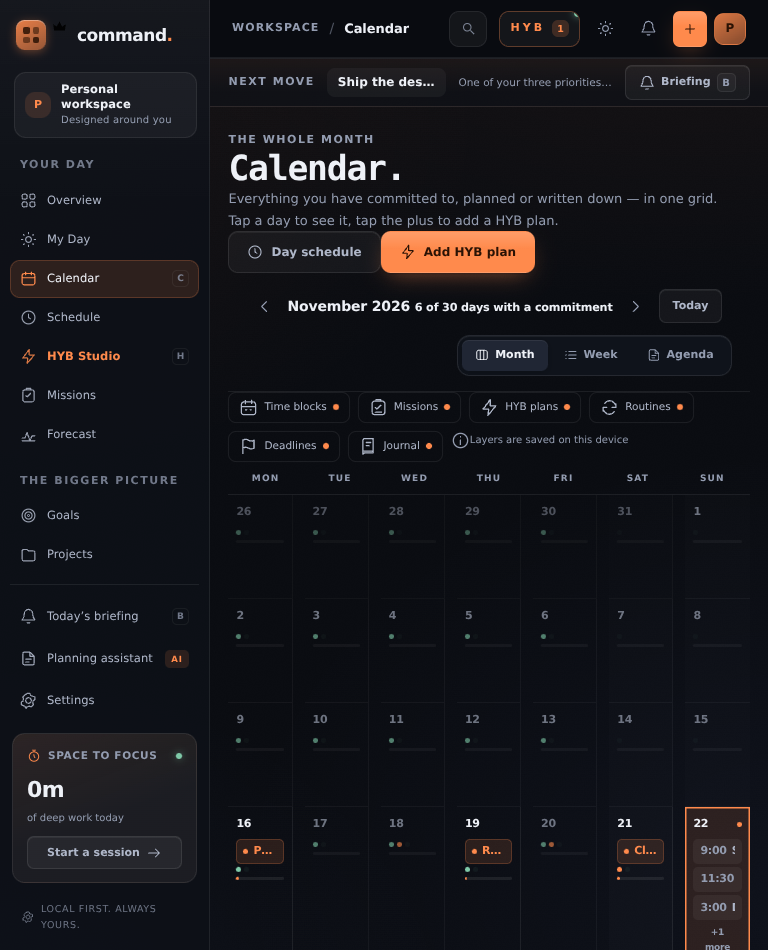 command.
P
Personal
workspace
Designed around you
YOUR DAY
Overview
My Day
Calendar C
Schedule
HYB Studio H
Missions
Forecast
THE BIGGER PICTURE
Goals
Projects
Today’s briefing B
Planning assistant AI
Settings
SPACE TO FOCUS
0m
of deep work today
Start a session
LOCAL FIRST. ALWAYS
YOURS.
WORKSPACE / Calendar
HYB 1
P
NEXT MOVE Ship the des… One of your three priorities… Briefing B
THE WHOLE MONTH
Calendar.
Everything you have committed to, planned or written down — in one grid.
Tap a day to see it, tap the plus to add a HYB plan.
Day schedule Add HYB plan
November 2026 6 of 30 days with a commitment Today
Month Week Agenda
Time blocks Missions HYB plans Routines
Deadlines Journal Layers are saved on this device
MON TUE WED THU FRI SAT SUN
26 27 28 29 30 31 1
2 3 4 5 6 7 8
9 10 11 12 13 14 15
16 17 18 19 20 21 22
P… R… Cl… 9:00
11:30
3:00
+1
more